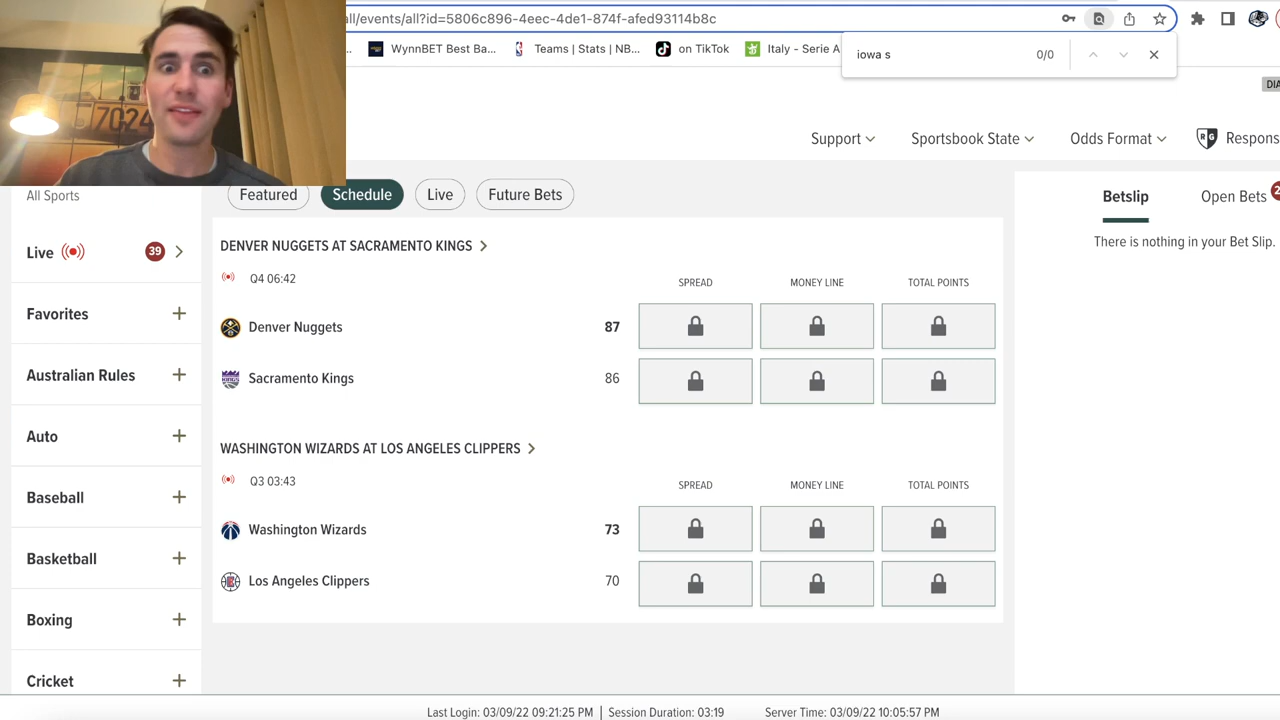 all/events/all?id=5806c896-4eec-4de1-874f-afed93114b8c
... WynnBET Best Ba... Teams | Stats | NB... on TikTok Italy - Serie A
iowa s 0/0
7024
DIA
Support Sportsbook State Odds Format RG Respons
All Sports
Featured Schedule Live Future Bets
Betslip Open Bets 2
There is nothing in your Bet Slip.
Live 39
Favorites
Australian Rules
Auto
Baseball
Basketball
Boxing
Cricket
DENVER NUGGETS AT SACRAMENTO KINGS
Q4 06:42
SPREAD MONEY LINE TOTAL POINTS
Denver Nuggets 87
KINGS Sacramento Kings 86
WASHINGTON WIZARDS AT LOS ANGELES CLIPPERS
Q3 03:43
SPREAD MONEY LINE TOTAL POINTS
Washington Wizards 73
Los Angeles Clippers 70
Last Login: 03/09/22 09:21:25 PM | Session Duration: 03:19 Server Time: 03/09/22 10:05:57 PM